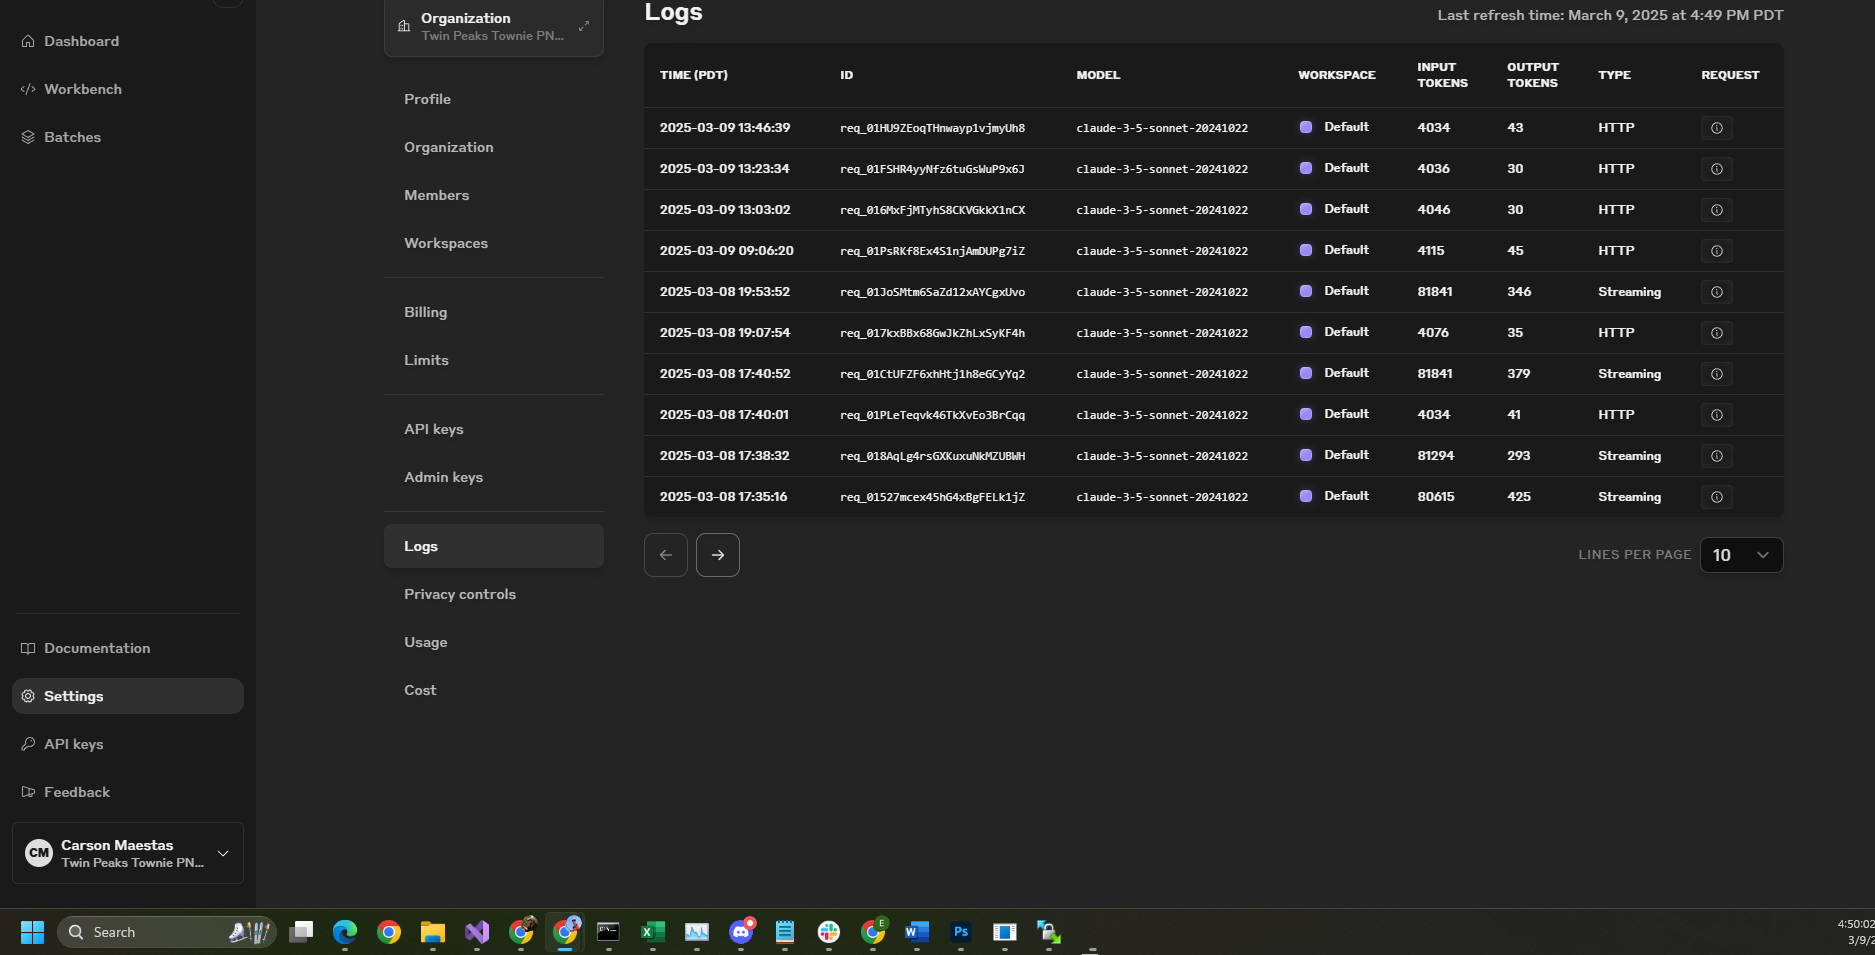 Dashboard
Workbench
Batches
Documentation
Settings
API keys
Feedback
CM
Carson Maestas
Twin Peaks Townie PN...
Organization
Twin Peaks Townie PN...
Profile
Organization
Members
Workspaces
Billing
Limits
API keys
Admin keys
Logs
Privacy controls
Usage
Cost
Logs
Last refresh time: March 9, 2025 at 4:49 PM PDT
TIME (PDT) ID MODEL WORKSPACE INPUT TOKENS OUTPUT TOKENS TYPE REQUEST
2025-03-09 13:46:39 req_01HU9ZEoqTHnwayp1vjmyUh8 claude-3-5-sonnet-20241022 Default 4034 43 HTTP
2025-03-09 13:23:34 req_01FSHR4yyNfz6tuGsWuP9x6J claude-3-5-sonnet-20241022 Default 4036 30 HTTP
2025-03-09 13:03:02 req_016MxFjMTyhS8CKVGkkX1nCX claude-3-5-sonnet-20241022 Default 4046 30 HTTP
2025-03-09 09:06:20 req_01PsRKf8Ex4S1njAmDUPg7iZ claude-3-5-sonnet-20241022 Default 4115 45 HTTP
2025-03-08 19:53:52 req_01JoSMtm6SaZd12xAYCgxUvo claude-3-5-sonnet-20241022 Default 81841 346 Streaming
2025-03-08 19:07:54 req_017kxBBx68GwJkZhLxSyKF4h claude-3-5-sonnet-20241022 Default 4076 35 HTTP
2025-03-08 17:40:52 req_01CtUFZF6xhHtj1h8eGCyYq2 claude-3-5-sonnet-20241022 Default 81841 379 Streaming
2025-03-08 17:40:01 req_01PLeTeqvk46TkXvEo3BrCqq claude-3-5-sonnet-20241022 Default 4034 41 HTTP
2025-03-08 17:38:32 req_018AqLg4rsGXKuxuNkMZUBWH claude-3-5-sonnet-20241022 Default 81294 293 Streaming
2025-03-08 17:35:16 req_01527mcex45hG4xBgFELk1jZ claude-3-5-sonnet-20241022 Default 80615 425 Streaming
LINES PER PAGE 10
Search
E
Ps
4:50:02
3/9/2